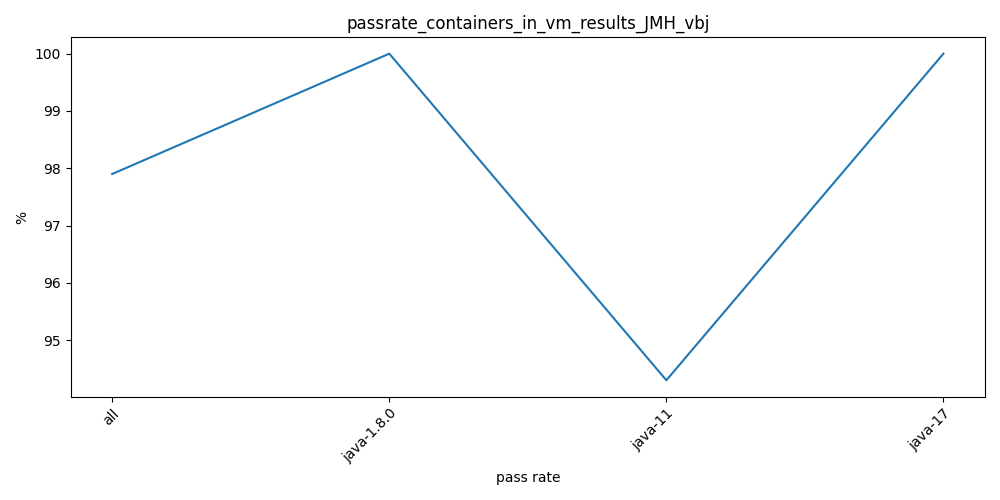 passrate_containers_in_vm_results_JMH_vbj
100
99
98
97
96
95
%
all
java-1.8.0
java-11
java-17
pass rate